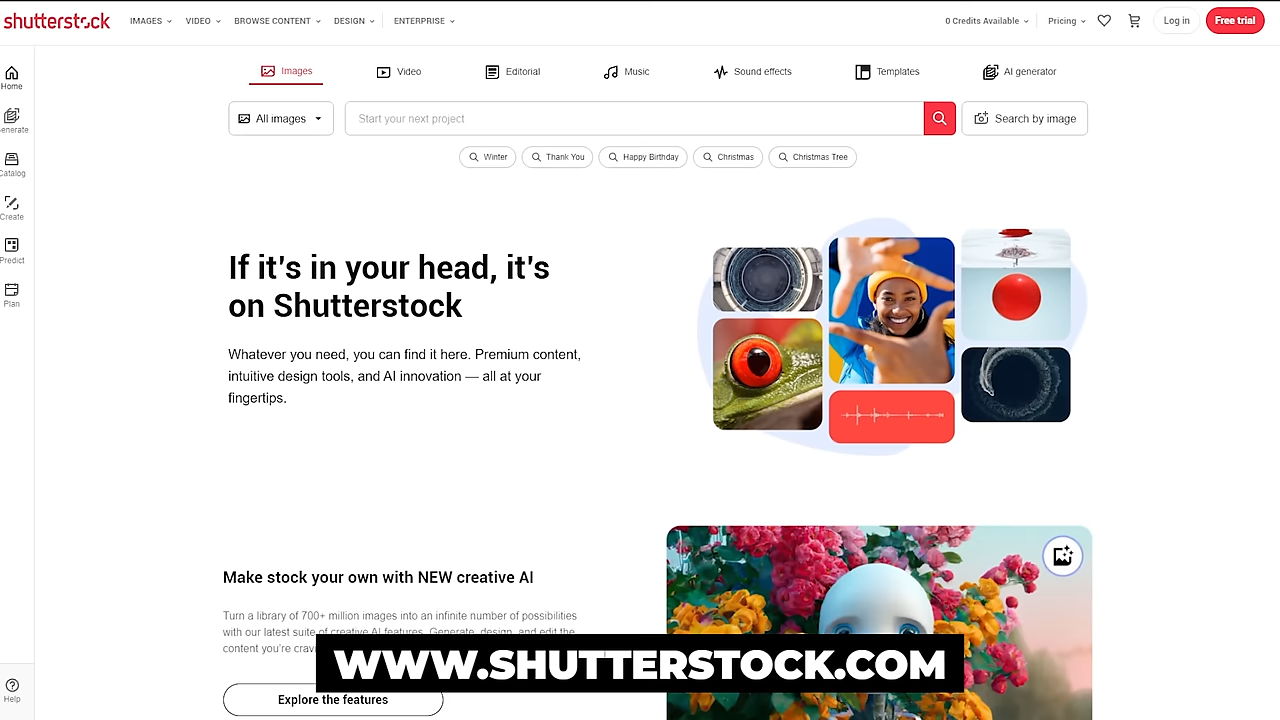 shutterstock
IMAGES VIDEO BROWSE CONTENT DESIGN ENTERPRISE
0 Credits Available Pricing Log in Free trial
Images Video Editorial Music Sound effects Templates AI generator
All images Start your next project Search by image
Winter Thank You Happy Birthday Christmas Christmas Tree
Home
Generate
Catalog
Create
Predict
Plan
If it's in your head, it's
on Shutterstock
Whatever you need, you can find it here. Premium content,
intuitive design tools, and AI innovation — all at your
fingertips.
Make stock your own with NEW creative AI
Turn a library of 700+ million images into an infinite number of possibilities
with our latest suite of creative AI features. Generate, design, and edit the
content you're
WWW.SHUTTERSTOCK.COM
Explore the features
Help